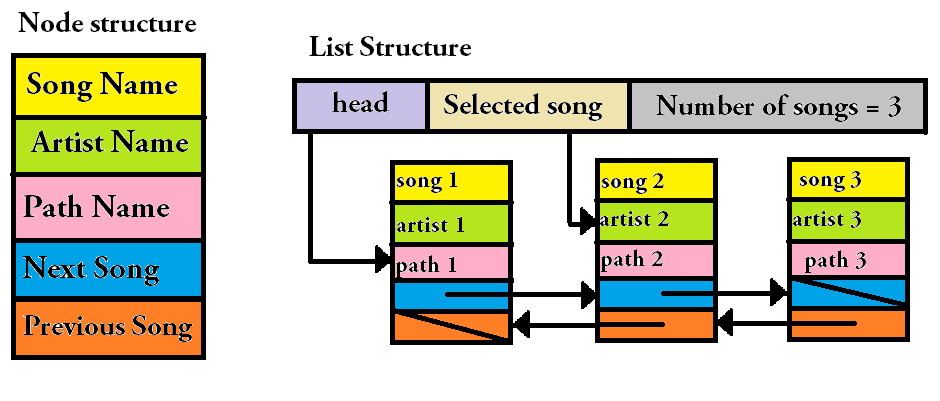 Node structure
Song Name
Artist Name
Path Name
Next Song
Previous Song
List Structure
head
Selected song
Number of songs = 3
song 1
artist 1
path 1
song 2
artist 2
path 2
song 3
artist 3
path 3